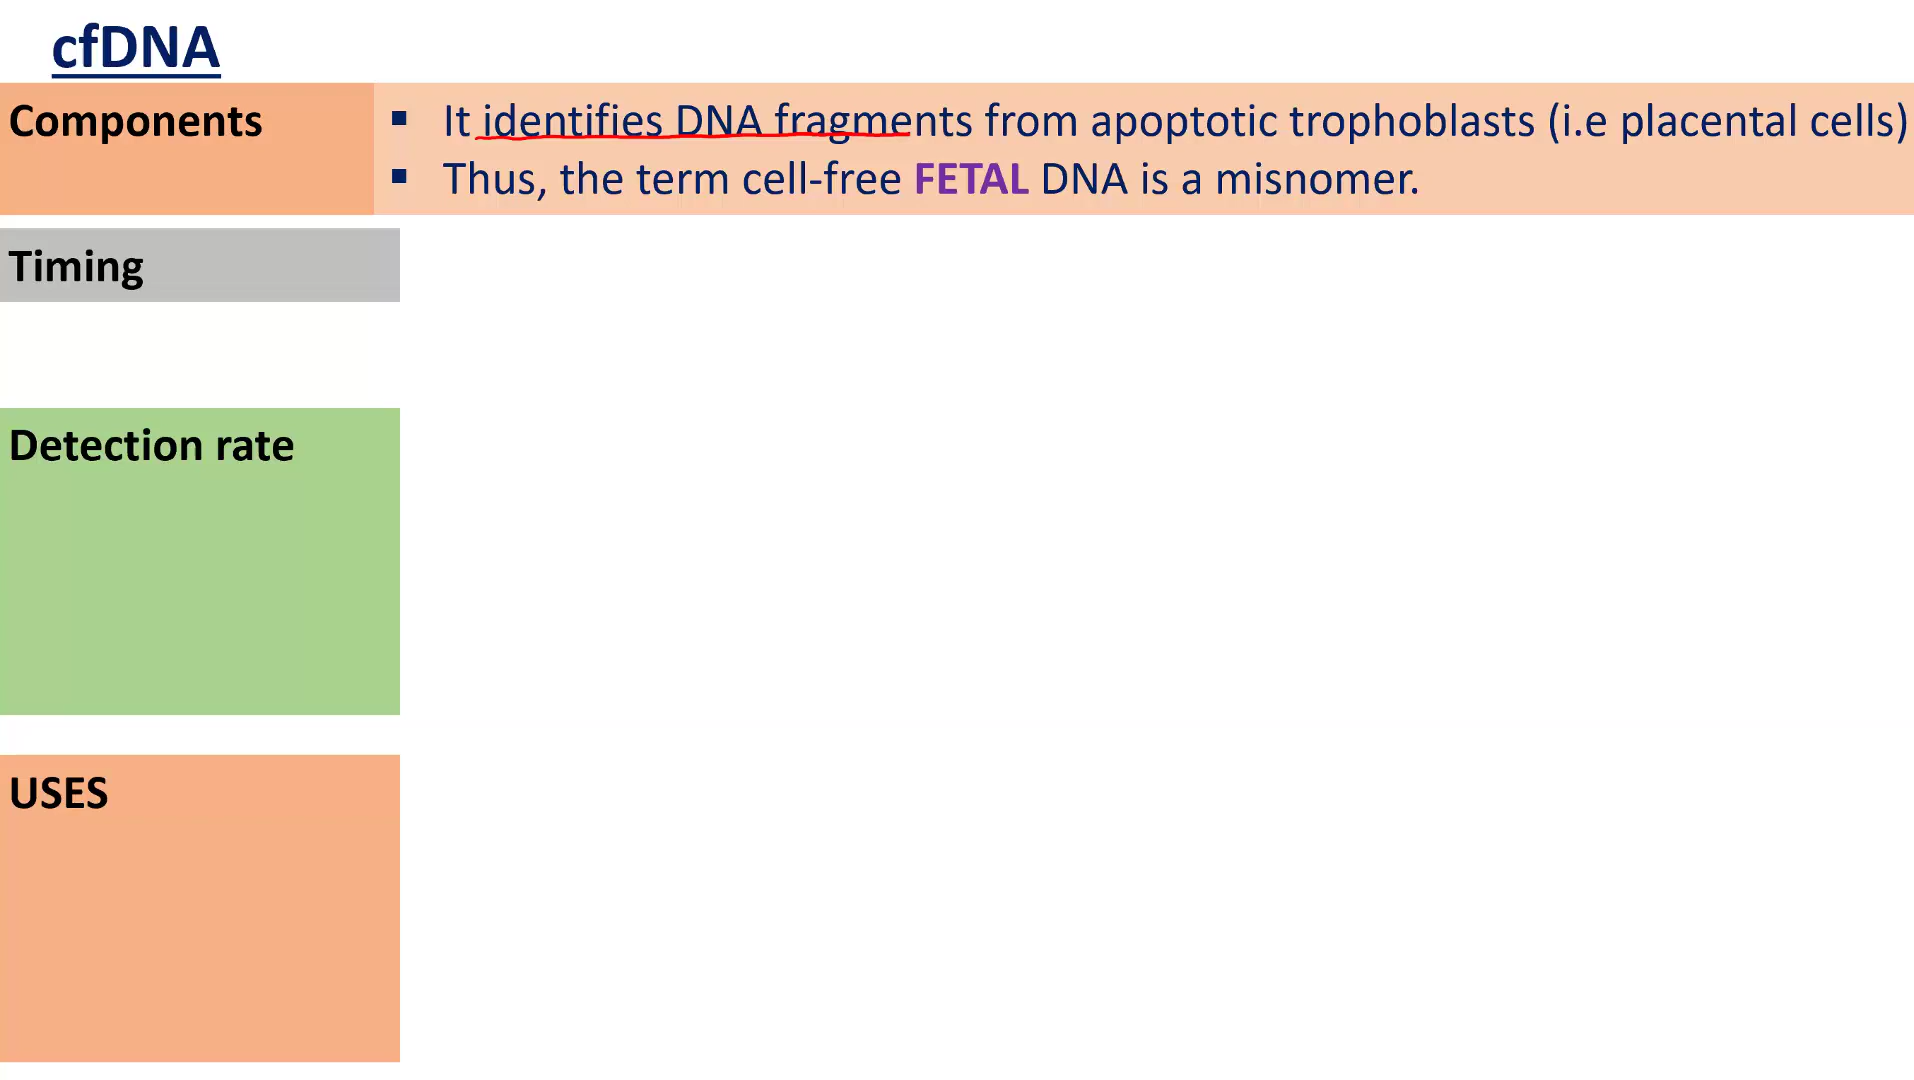 cfDNA
Components
▪ It identifies DNA fragments from apoptotic trophoblasts (i.e placental cells)
▪ Thus, the term cell-free FETAL DNA is a misnomer.
Timing
Detection rate
USES